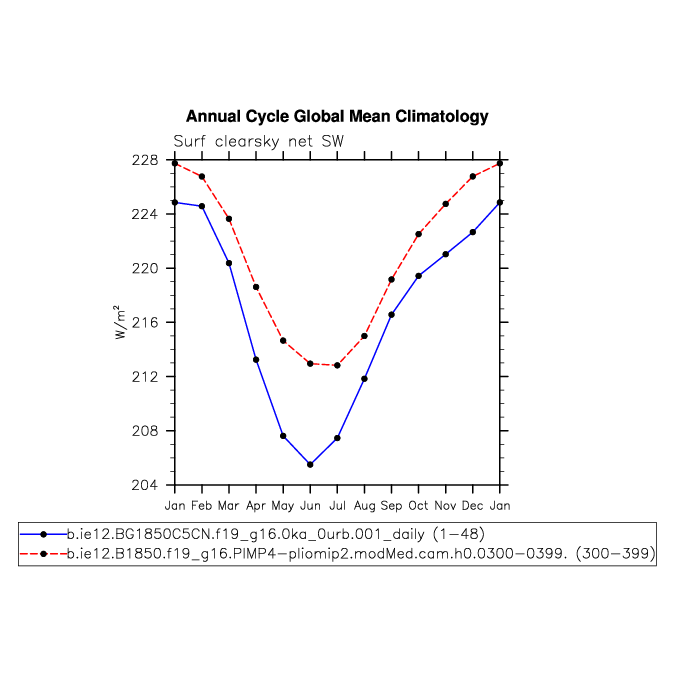 Annual Cycle Global Mean Climatology
Surf clearsky net SW
228
224
220
216
212
208
204
W/m²
Jan Feb Mar Apr May Jun Jul Aug Sep Oct Nov Dec Jan
b.ie12.BG1850C5CN.f19_g16.0ka_0urb.001_daily (1-48)
b.ie12.B1850.f19_g16.PlMP4-pliomip2.modMed.cam.h0.0300-0399. (300-399)